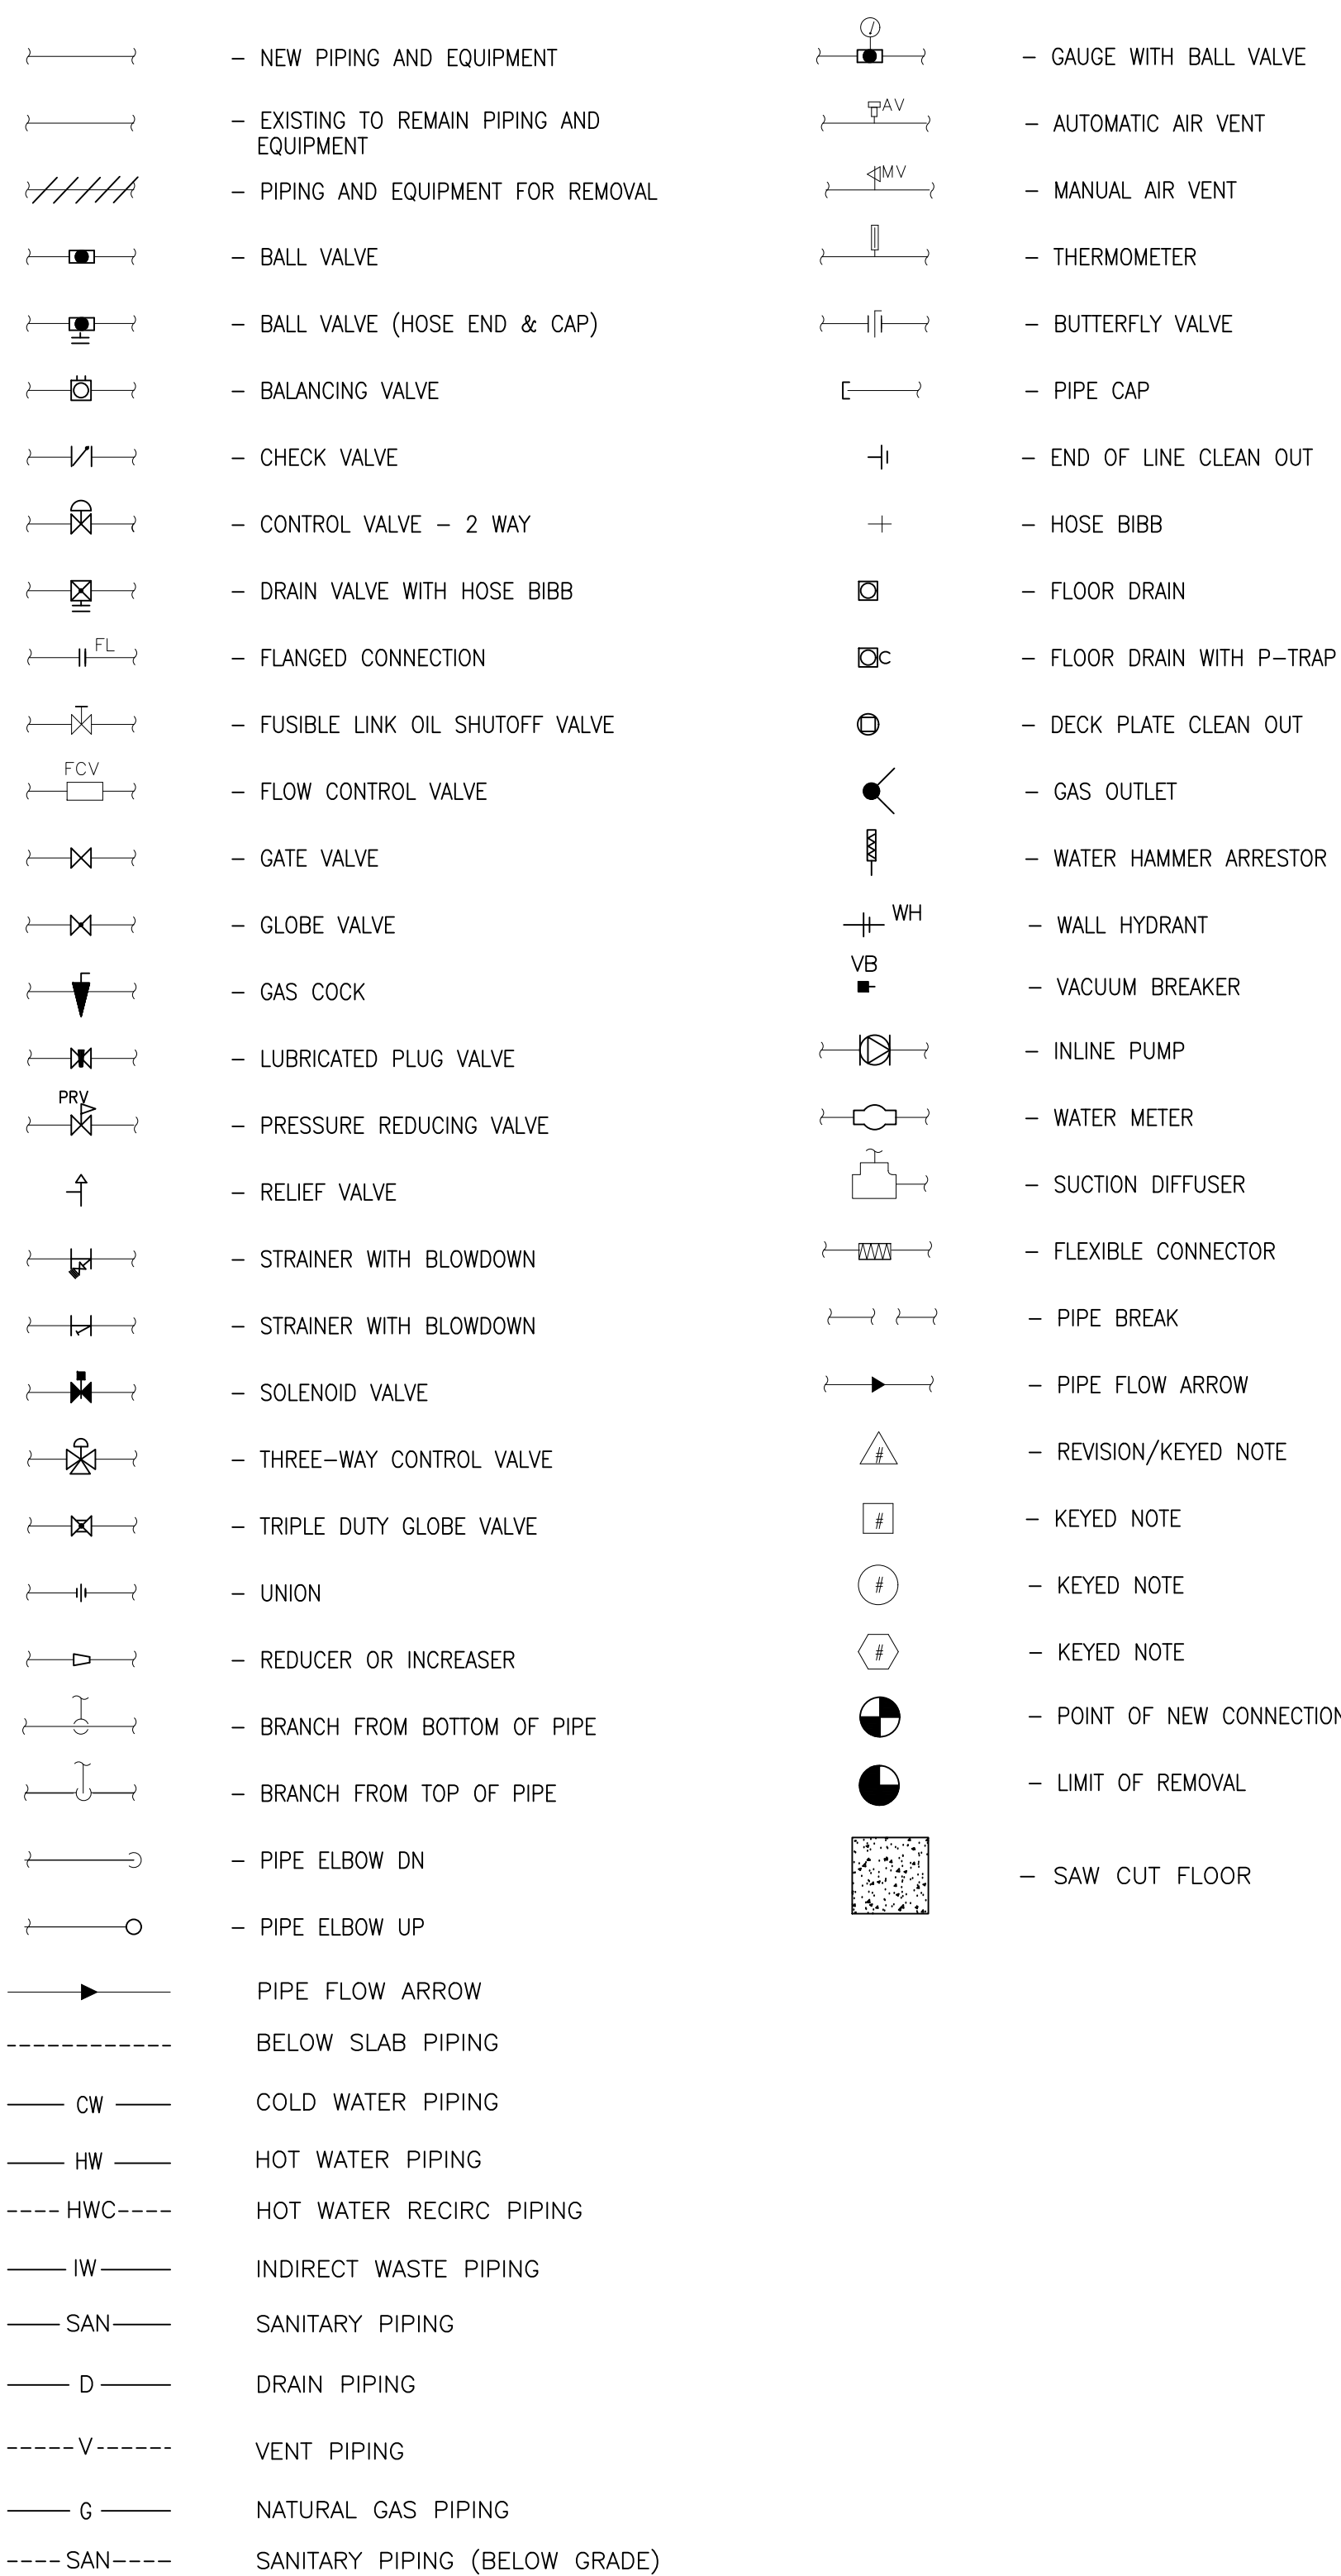 - NEW PIPING AND EQUIPMENT
- EXISTING TO REMAIN PIPING AND
EQUIPMENT
- PIPING AND EQUIPMENT FOR REMOVAL
- BALL VALVE
- BALL VALVE (HOSE END & CAP)
- BALANCING VALVE
- CHECK VALVE
- CONTROL VALVE - 2 WAY
- DRAIN VALVE WITH HOSE BIBB
FL
- FLANGED CONNECTION
- FUSIBLE LINK OIL SHUTOFF VALVE
FCV
- FLOW CONTROL VALVE
- GATE VALVE
- GLOBE VALVE
- GAS COCK
- LUBRICATED PLUG VALVE
PRV
- PRESSURE REDUCING VALVE
- RELIEF VALVE
- STRAINER WITH BLOWDOWN
- STRAINER WITH BLOWDOWN
- SOLENOID VALVE
- THREE-WAY CONTROL VALVE
- TRIPLE DUTY GLOBE VALVE
- UNION
- REDUCER OR INCREASER
- BRANCH FROM BOTTOM OF PIPE
- BRANCH FROM TOP OF PIPE
- PIPE ELBOW DN
- PIPE ELBOW UP
PIPE FLOW ARROW
BELOW SLAB PIPING
CW COLD WATER PIPING
HW HOT WATER PIPING
HWC HOT WATER RECIRC PIPING
IW INDIRECT WASTE PIPING
SAN SANITARY PIPING
D DRAIN PIPING
V VENT PIPING
G NATURAL GAS PIPING
SAN SANITARY PIPING (BELOW GRADE)
- GAUGE WITH BALL VALVE
AV
- AUTOMATIC AIR VENT
MV
- MANUAL AIR VENT
- THERMOMETER
- BUTTERFLY VALVE
- PIPE CAP
- END OF LINE CLEAN OUT
- HOSE BIBB
- FLOOR DRAIN
- FLOOR DRAIN WITH P-TRAP
- DECK PLATE CLEAN OUT
- GAS OUTLET
- WATER HAMMER ARRESTOR
WH
- WALL HYDRANT
VB
- VACUUM BREAKER
- INLINE PUMP
- WATER METER
- SUCTION DIFFUSER
- FLEXIBLE CONNECTOR
- PIPE BREAK
- PIPE FLOW ARROW
# - REVISION/KEYED NOTE
# - KEYED NOTE
# - KEYED NOTE
# - KEYED NOTE
- POINT OF NEW CONNECTION
- LIMIT OF REMOVAL
- SAW CUT FLOOR